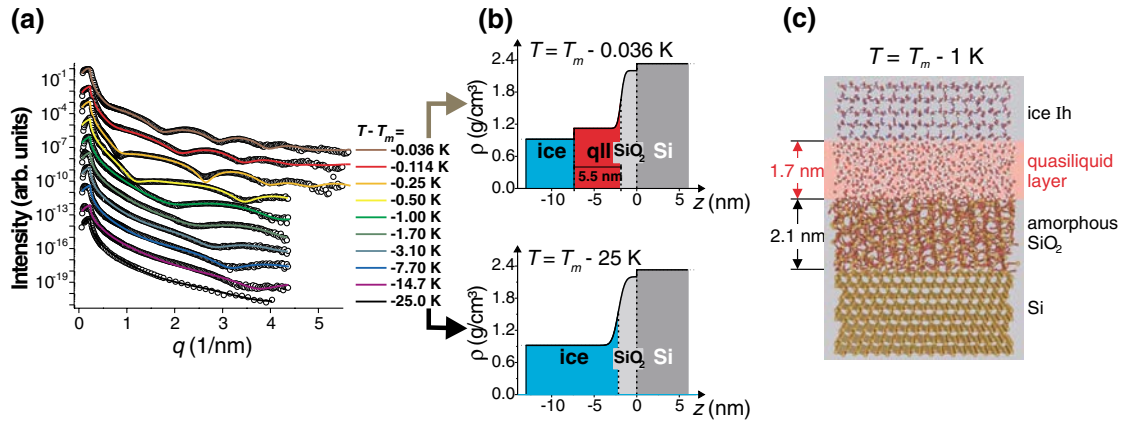 (a)
Intensity (arb. units)
10⁻¹
10⁻⁴
10⁻⁷
10⁻¹⁰
10⁻¹³
10⁻¹⁶
10⁻¹⁹
0 1 2 3 4 5
q (1/nm)
T - Tₘ=
-0.036 K
-0.114 K
-0.25 K
-0.50 K
-1.00 K
-1.70 K
-3.10 K
-7.70 K
-14.7 K
-25.0 K
(b)
T = Tₘ - 0.036 K
ρ (g/cm³)
2.4
1.8
1.2
0.6
0.0
ice qll SiO₂ Si
5.5 nm
-10 -5 0 5
z (nm)
T = Tₘ - 25 K
ρ (g/cm³)
2.4
1.8
1.2
0.6
0.0
ice SiO₂ Si
-10 -5 0 5
z (nm)
(c)
T = Tₘ - 1 K
ice Ih
1.7 nm
quasiliquid
layer
2.1 nm
amorphous
SiO₂
Si